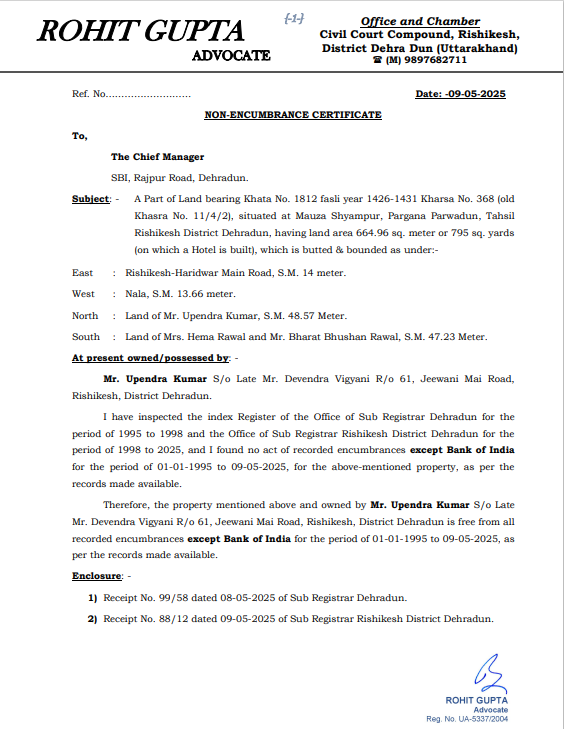 ROHIT GUPTA
ADVOCATE
{-1-}
Office and Chamber
Civil Court Compound, Rishikesh,
District Dehra Dun (Uttarakhand)
☎ (M) 9897682711
Ref. No...........................
Date: -09-05-2025
NON-ENCUMBRANCE CERTIFICATE
To,
The Chief Manager
SBI, Rajpur Road, Dehradun.
Subject: - A Part of Land bearing Khata No. 1812 fasli year 1426-1431 Kharsa No. 368 (old
Khasra No. 11/4/2), situated at Mauza Shyampur, Pargana Parwadun, Tahsil
Rishikesh District Dehradun, having land area 664.96 sq. meter or 795 sq. yards
(on which a Hotel is built), which is butted & bounded as under:-
East : Rishikesh-Haridwar Main Road, S.M. 14 meter.
West : Nala, S.M. 13.66 meter.
North : Land of Mr. Upendra Kumar, S.M. 48.57 Meter.
South : Land of Mrs. Hema Rawal and Mr. Bharat Bhushan Rawal, S.M. 47.23 Meter.
At present owned/possessed by: -
Mr. Upendra Kumar S/o Late Mr. Devendra Vigyani R/o 61, Jeewani Mai Road,
Rishikesh, District Dehradun.
I have inspected the index Register of the Office of Sub Registrar Dehradun for the
period of 1995 to 1998 and the Office of Sub Registrar Rishikesh District Dehradun for the
period of 1998 to 2025, and I found no act of recorded encumbrances except Bank of India
for the period of 01-01-1995 to 09-05-2025, for the above-mentioned property, as per the
records made available.
Therefore, the property mentioned above and owned by Mr. Upendra Kumar S/o Late
Mr. Devendra Vigyani R/o 61, Jeewani Mai Road, Rishikesh, District Dehradun is free from all
recorded encumbrances except Bank of India for the period of 01-01-1995 to 09-05-2025, as
per the records made available.
Enclosure: -
1) Receipt No. 99/58 dated 08-05-2025 of Sub Registrar Dehradun.
2) Receipt No. 88/12 dated 09-05-2025 of Sub Registrar Rishikesh District Dehradun.
ROHIT GUPTA
Advocate
Reg. No. UA-5337/2004